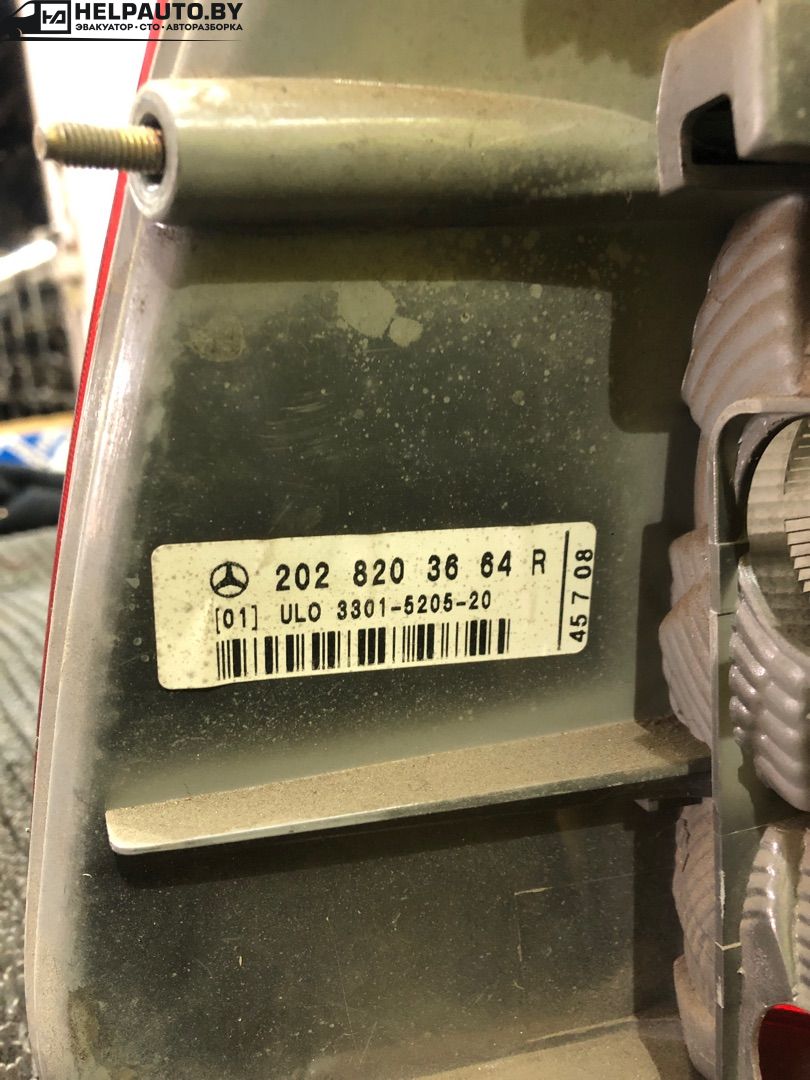 HELPAUTO.BY
ЭВАКУАТОР•СТО•АВТОРАЗБОРКА
202 820 36 64 R
[01] ULO 3301-5205-20
45 7 08